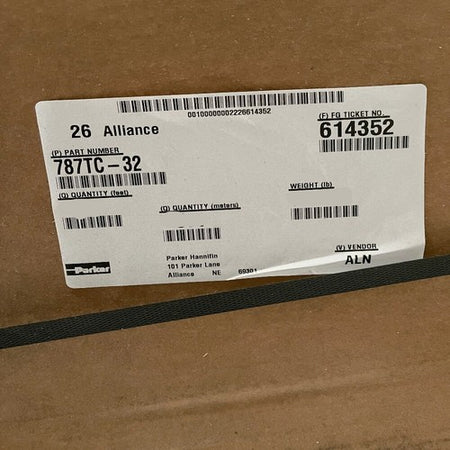 0010000002226614352
26 Alliance
(F) FG TICKET NO.
614352
(P) PART NUMBER
787TC-32
(Q) QUANTITY (feet)
(Q) QUANTITY (meters)
WEIGHT (lb)
Parker
Parker Hannifin
101 Parker Lane
Alliance NE 69301
(V) VENDOR
ALN